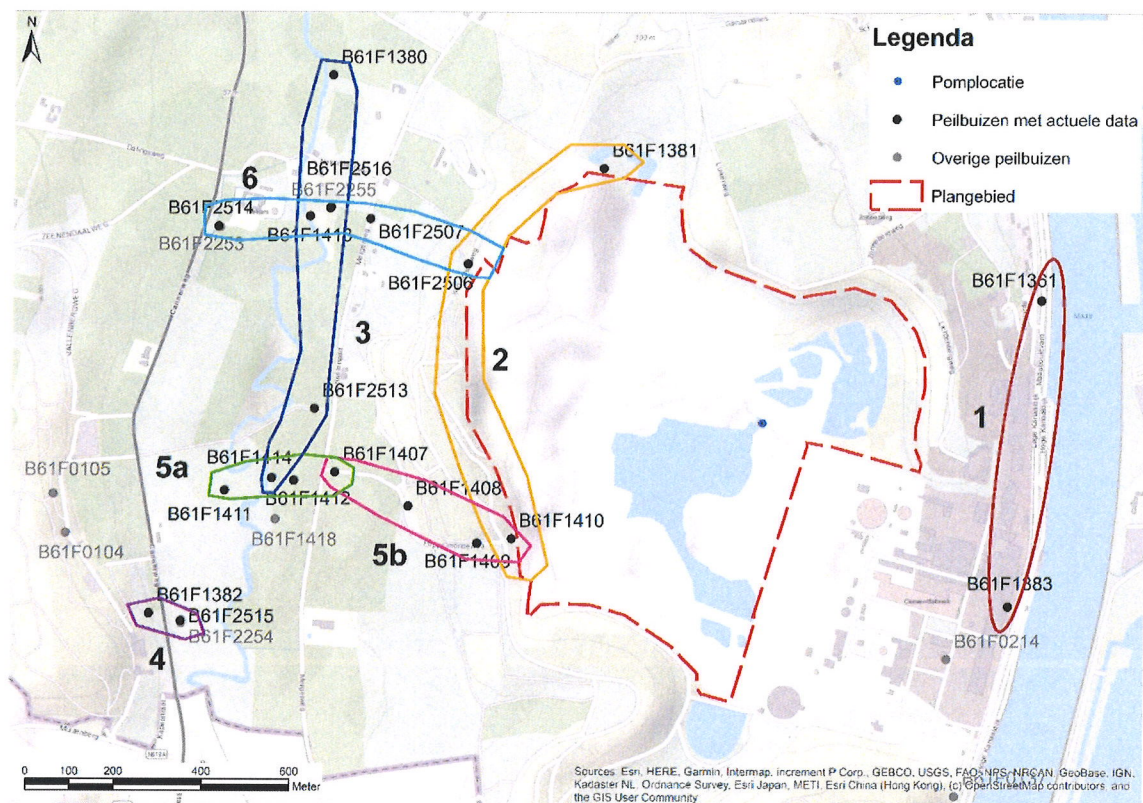 N
Legenda
Pomplocatie
Peilbuizen met actuele data
Overige peilbuizen
Plangebied
B61F1380
B61F1381
B61F2516
6
B61F2255
B61F2514
B61F2253
B61F1413
B61F2507
B61F2506
B61F1361
3
2
1
B61F2513
5a
B61F1414
B61F1407
B61F0105
B61F1411
B61F1412
B61F1408
B61F1418
B61F1410
B61F0104
5b
B61F1409
B61F1382
B61F2515
B61F2254
4
B61F1383
B61F0214
0 100 200 400 600
Meter
Sources: Esri, HERE, Garmin, Intermap, increment P Corp., GEBCO, USGS, FAO, NPS, NRCAN, GeoBase, IGN,
Kadaster NL, Ordnance Survey, Esri Japan, METI, Esri China (Hong Kong), (c) OpenStreetMap contributors, and
the GIS User Community